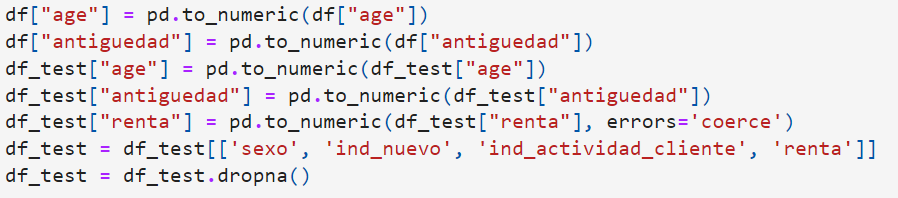 df["age"] = pd.to_numeric(df["age"])
df["antiguedad"] = pd.to_numeric(df["antiguedad"])
df_test["age"] = pd.to_numeric(df_test["age"])
df_test["antiguedad"] = pd.to_numeric(df_test["antiguedad"])
df_test["renta"] = pd.to_numeric(df_test["renta"], errors='coerce')
df_test = df_test[['sexo', 'ind_nuevo', 'ind_actividad_cliente', 'renta']]
df_test = df_test.dropna()